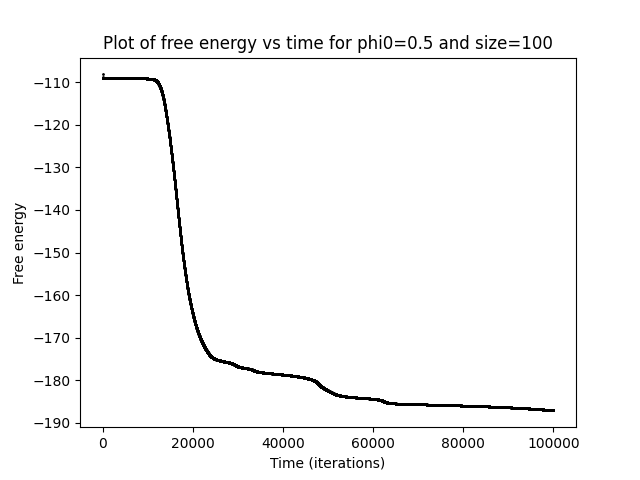 Plot of free energy vs time for phi0=0.5 and size=100
−110
−120
−130
−140
−150
−160
−170
−180
−190
Free energy
0 20000 40000 60000 80000 100000
Time (iterations)